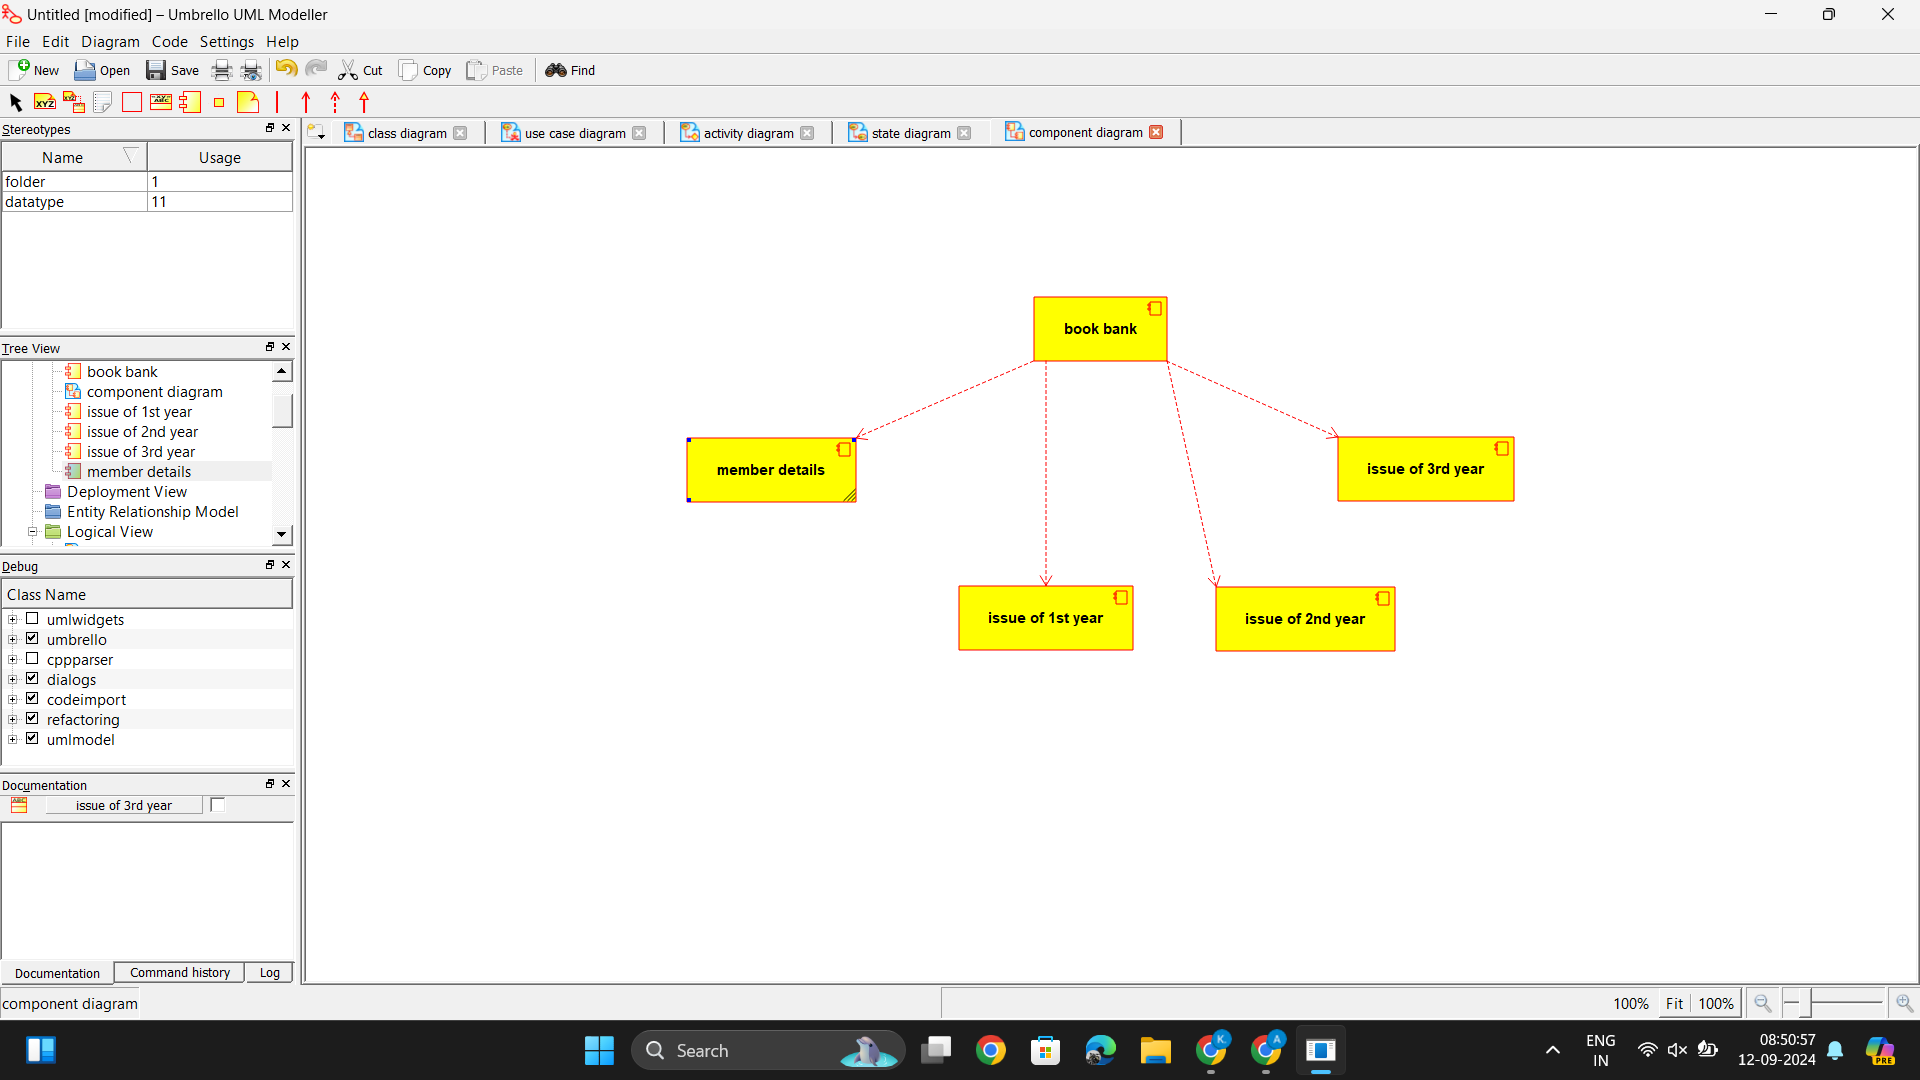 Untitled [modified] – Umbrello UML Modeller
File Edit Diagram Code Settings Help
New Open Save Cut Copy Paste Find
XYZ XYZ ABC
Stereotypes
class diagram use case diagram activity diagram state diagram component diagram
Name Usage
folder 1
datatype 11
Tree View
book bank
component diagram
issue of 1st year
issue of 2nd year
issue of 3rd year
member details
Deployment View
Entity Relationship Model
Logical View
Debug
Class Name
umlwidgets
umbrello
cppparser
dialogs
codeimport
refactoring
umlmodel
Documentation
ABC issue of 3rd year
Documentation Command history Log
book bank
member details
issue of 3rd year
issue of 1st year
issue of 2nd year
component diagram
100% Fit 100%
Search
K
A
ENG
IN
08:50:57
12-09-2024
PRE